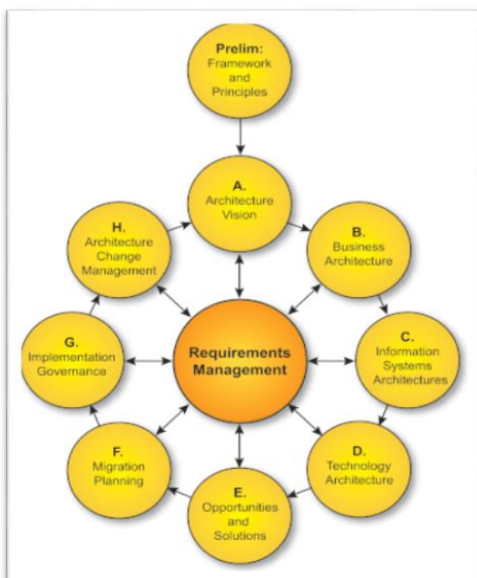 Prelim:
Framework
and
Principles
A.
Architecture
Vision
B.
Business
Architecture
C.
Information
Systems
Architectures
D.
Technology
Architecture
E.
Opportunities
and
Solutions
F.
Migration
Planning
G.
Implementation
Governance
H.
Architecture
Change
Management
Requirements
Management